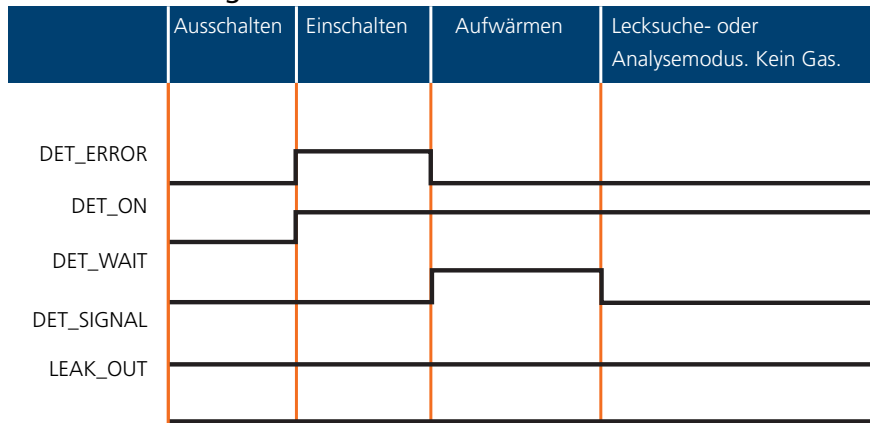 Ausschalten
Einschalten
Aufwärmen
Lecksuche- oder
Analysemodus. Kein Gas.
DET_ERROR
DET_ON
DET_WAIT
DET_SIGNAL
LEAK_OUT